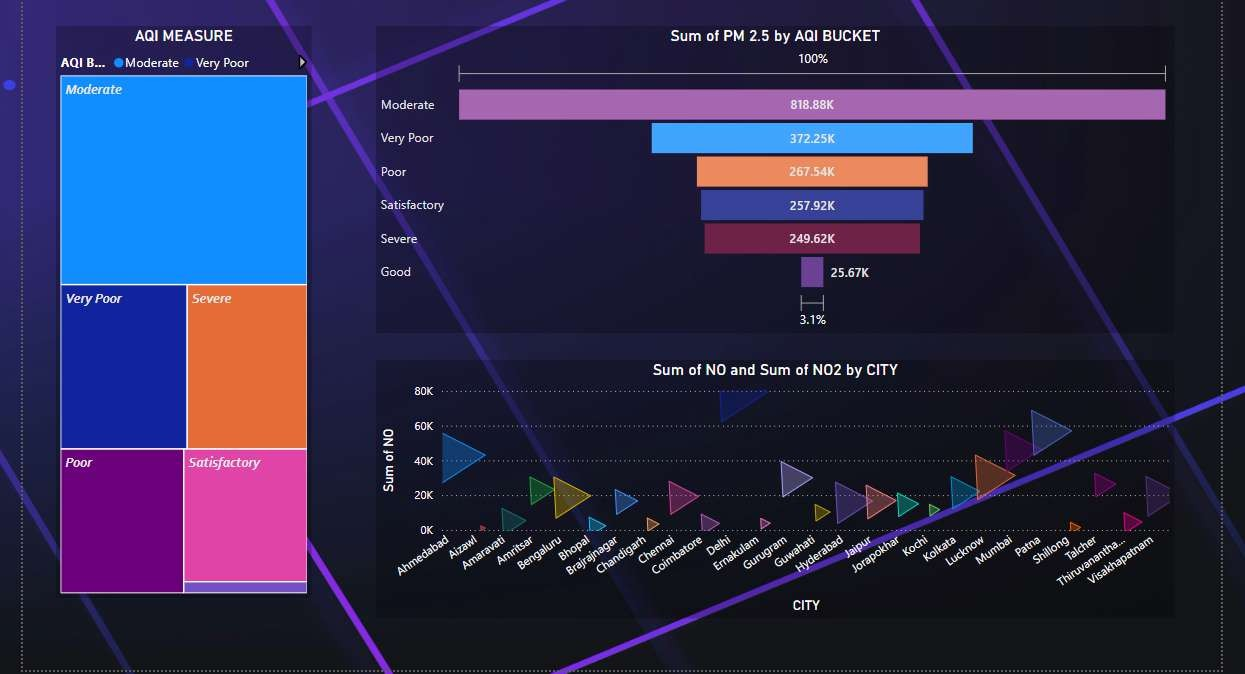 AQI MEASURE
AQI B... Moderate Very Poor
Moderate
Very Poor
Severe
Poor
Satisfactory
Sum of PM 2.5 by AQI BUCKET
100%
Moderate 818.88K
Very Poor 372.25K
Poor 267.54K
Satisfactory 257.92K
Severe 249.62K
Good 25.67K
3.1%
Sum of NO and Sum of NO2 by CITY
Sum of NO
80K
60K
40K
20K
0K
Ahmedabad
Aizawl
Amaravati
Amritsar
Bengaluru
Bhopal
Brajrajnagar
Chandigarh
Chennai
Coimbatore
Delhi
Ernakulam
Gurugram
Guwahati
Hyderabad
Jaipur
Jorapokhar
Kochi
Kolkata
Lucknow
Mumbai
Patna
Shillong
Talcher
Thiruvanantha...
Visakhapatnam
CITY